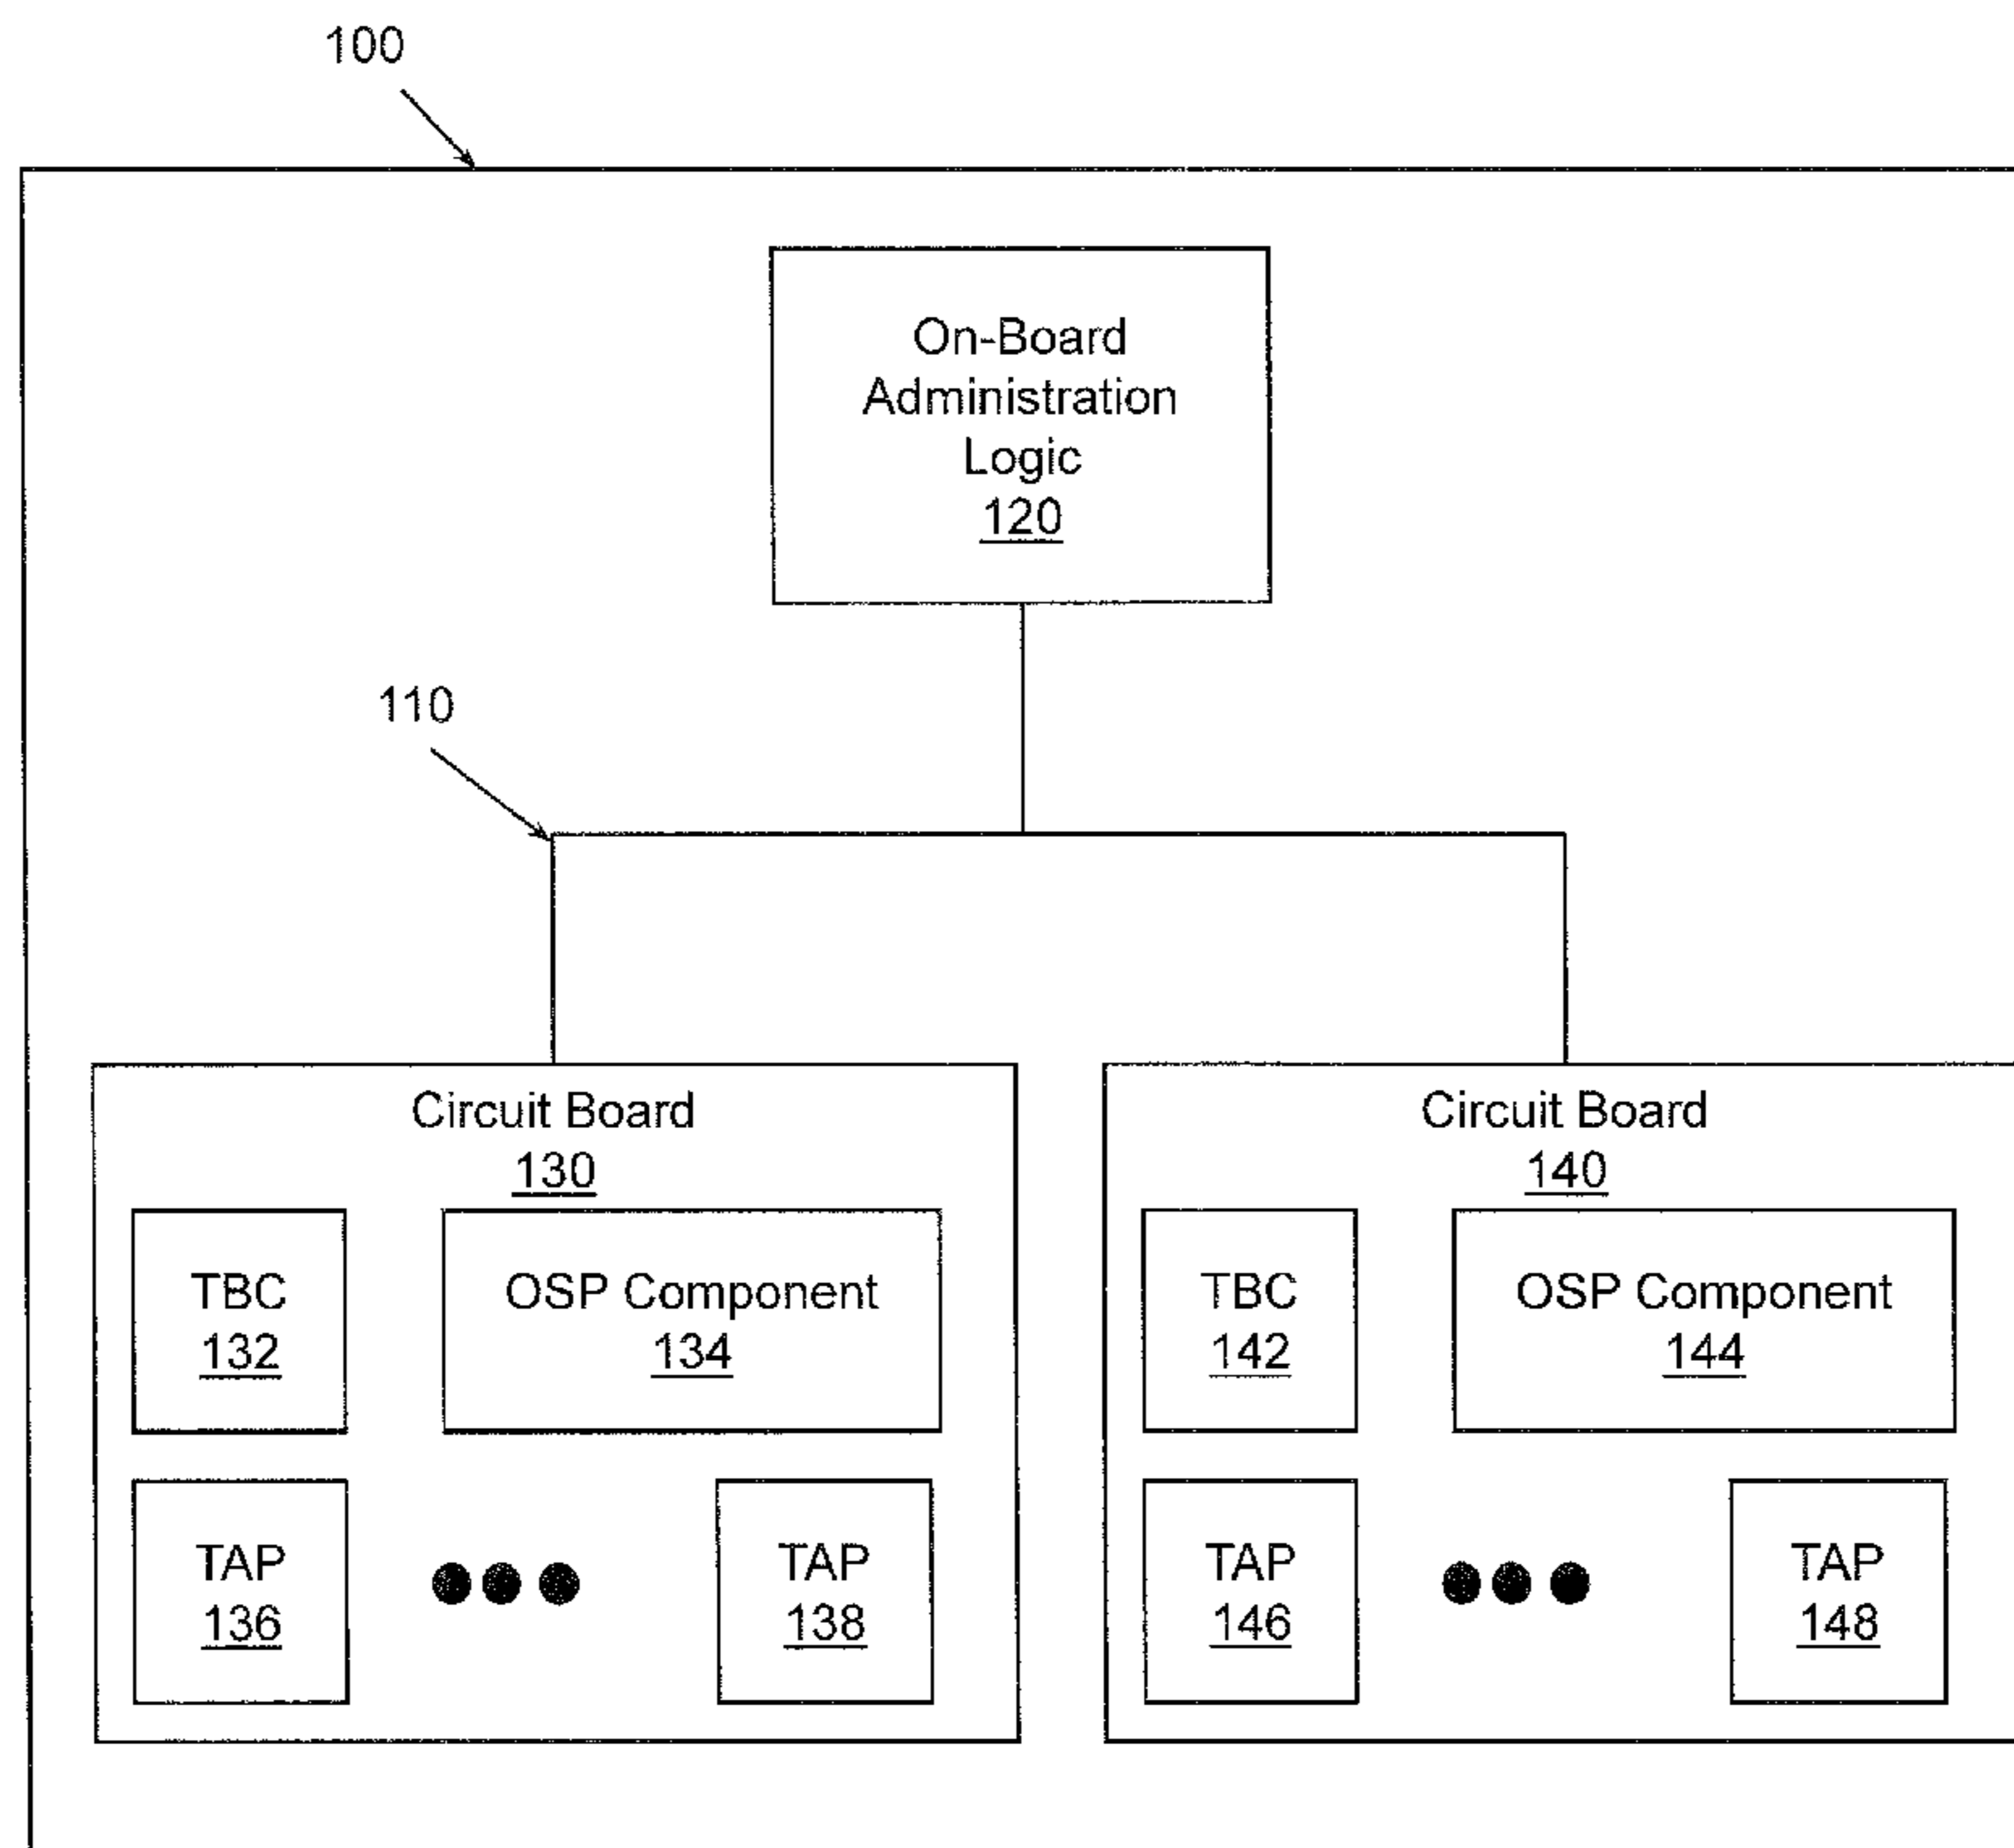 100
On-Board
Administration
Logic
120
110
Circuit Board
130
TBC
132
OSP Component
134
TAP
136
TAP
138
Circuit Board
140
TBC
142
OSP Component
144
TAP
146
TAP
148